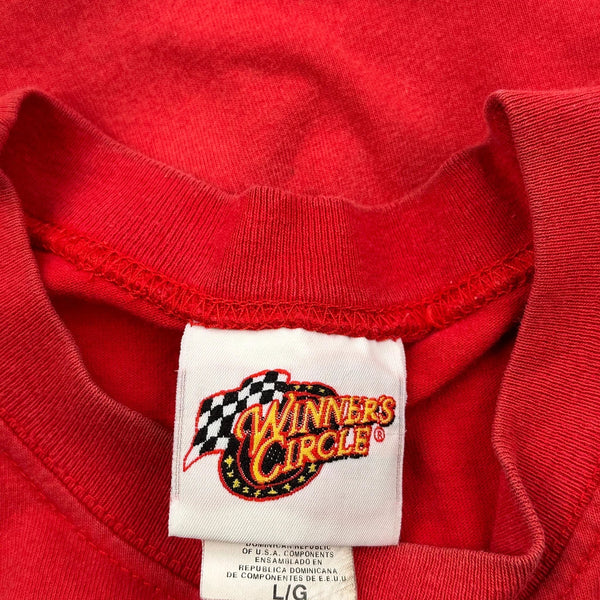 WINNER'S
CIRCLE®
DOMINICAN REPUBLIC
OF U.S.A. COMPONENTS
ENSAMBLADO EN
REPUBLICA DOMINICANA
DE COMPONENTES DE E.E.U.U.
L/G